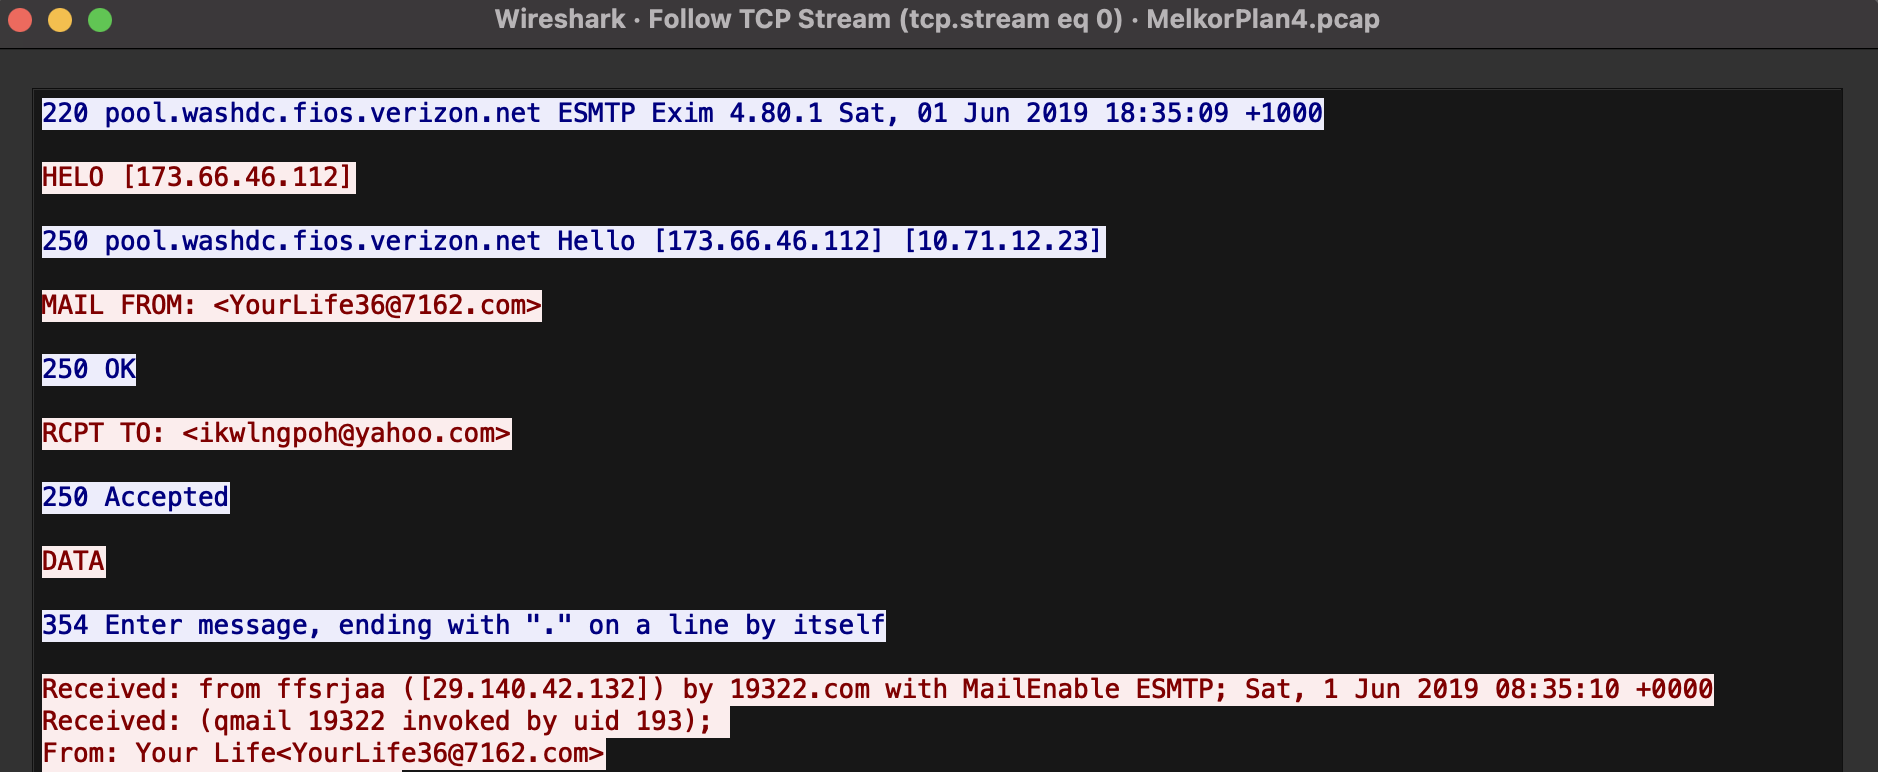 Wireshark · Follow TCP Stream (tcp.stream eq 0) · MelkorPlan4.pcap
220 pool.washdc.fios.verizon.net ESMTP Exim 4.80.1 Sat, 01 Jun 2019 18:35:09 +1000
HELO [173.66.46.112]
250 pool.washdc.fios.verizon.net Hello [173.66.46.112] [10.71.12.23]
MAIL FROM: <YourLife36@7162.com>
250 OK
RCPT TO: <ikwlngpoh@yahoo.com>
250 Accepted
DATA
354 Enter message, ending with "." on a line by itself
Received: from ffsrjaa ([29.140.42.132]) by 19322.com with MailEnable ESMTP; Sat, 1 Jun 2019 08:35:10 +0000
Received: (qmail 19322 invoked by uid 193);
From: Your Life<YourLife36@7162.com>